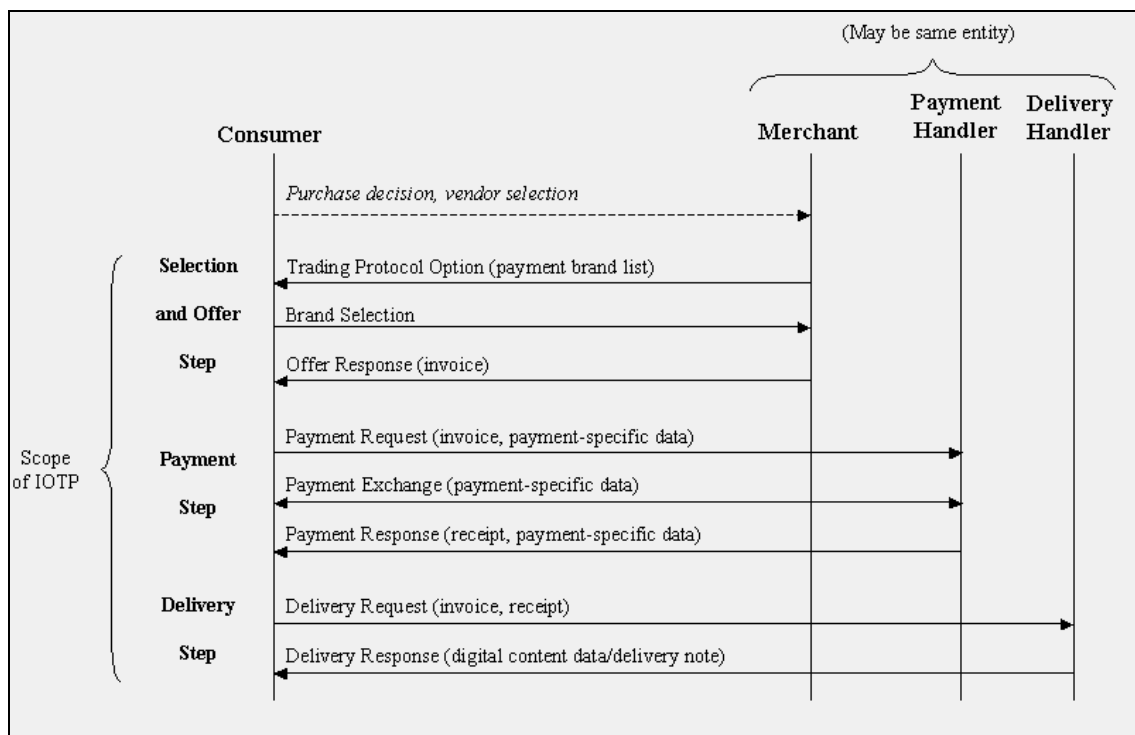 (May be same entity)
Payment Delivery
Consumer Merchant Handler Handler
Purchase decision, vendor selection
Selection Trading Protocol Option (payment brand list)
and Offer Brand Selection
Step Offer Response (invoice)
Payment Request (invoice, payment-specific data)
Scope
of IOTP
Payment
Payment Exchange (payment-specific data)
Step
Payment Response (receipt, payment-specific data)
Delivery Delivery Request (invoice, receipt)
Step Delivery Response (digital content data/delivery note)